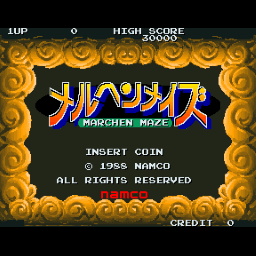 1UP 0 HIGH SCORE
30000
メルヘンメイズ
MARCHEN MAZE
INSERT COIN
© 1988 NAMCO
ALL RIGHTS RESERVED
namco
CREDIT 0